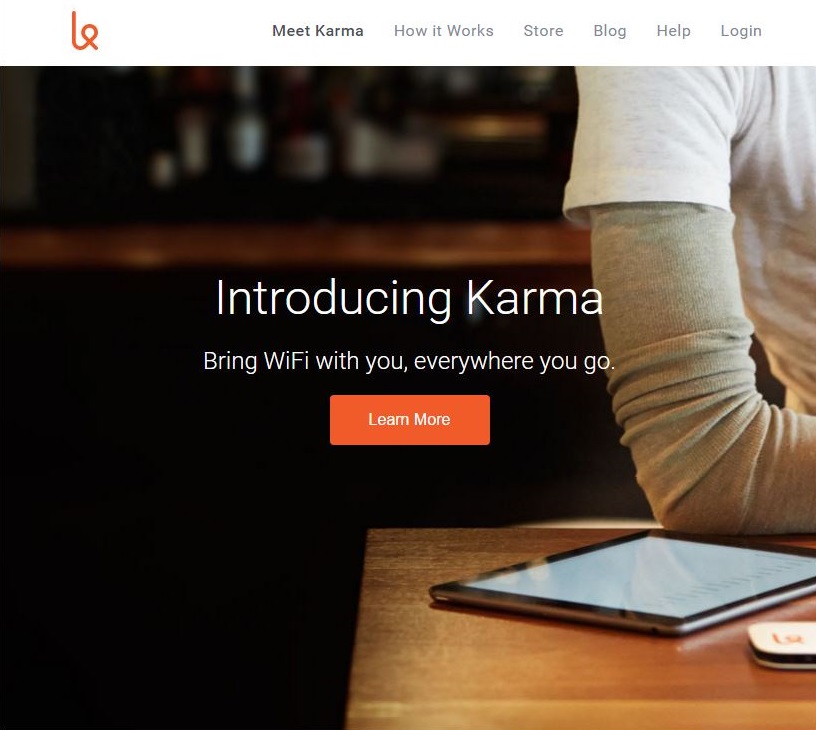 Meet Karma How it Works Store Blog Help Login
Introducing Karma
Bring WiFi with you, everywhere you go.
Learn More